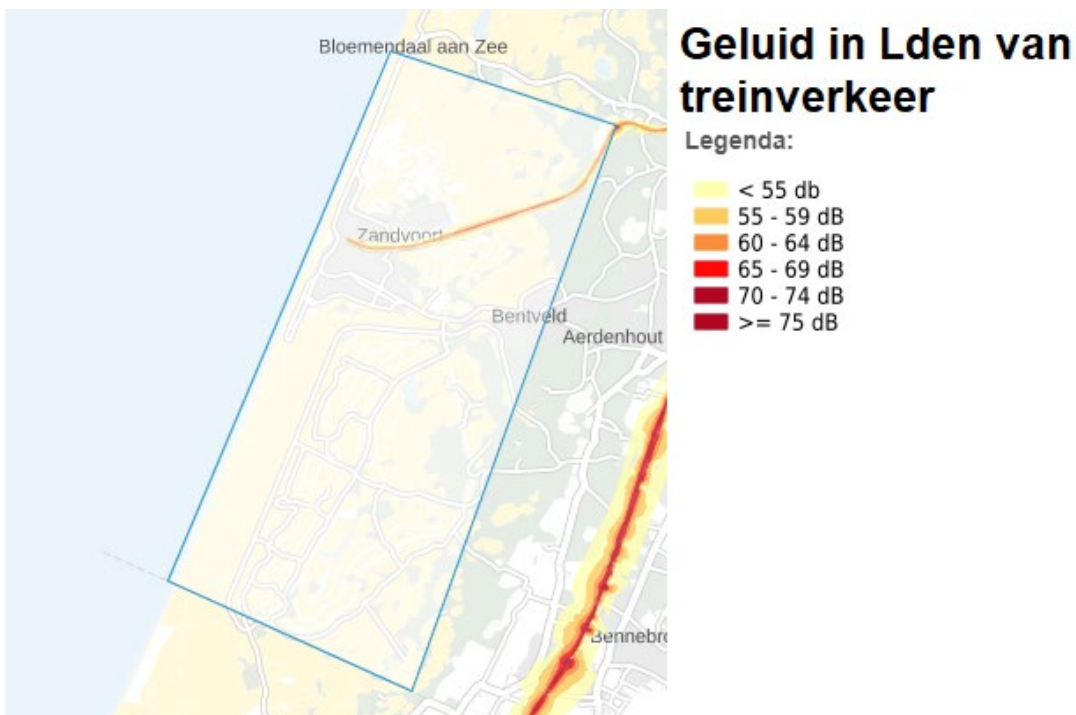 Geluid in Lden van
treinverkeer
Legenda:
< 55 db
55 - 59 dB
60 - 64 dB
65 - 69 dB
70 - 74 dB
>= 75 dB
Bloemendaal aan Zee
Zandvoort
Bentveld
Aerdenhout
Bennebro